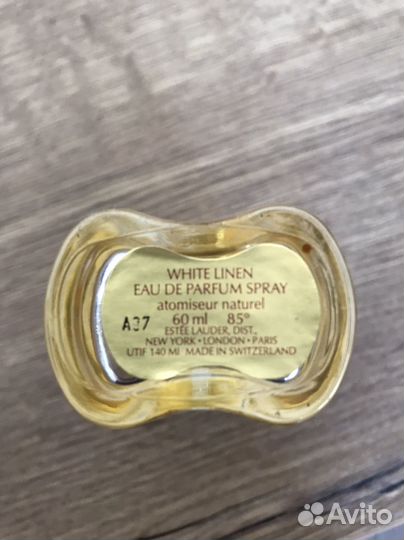 WHITE LINEN
EAU DE PARFUM SPRAY
atomiseur naturel
A37 60 ml 85°
ESTĒE LAUDER, DIST.,
NEW YORK • LONDON • PARIS
UTIF 140 MI MADE IN SWITZERLAND
Avito